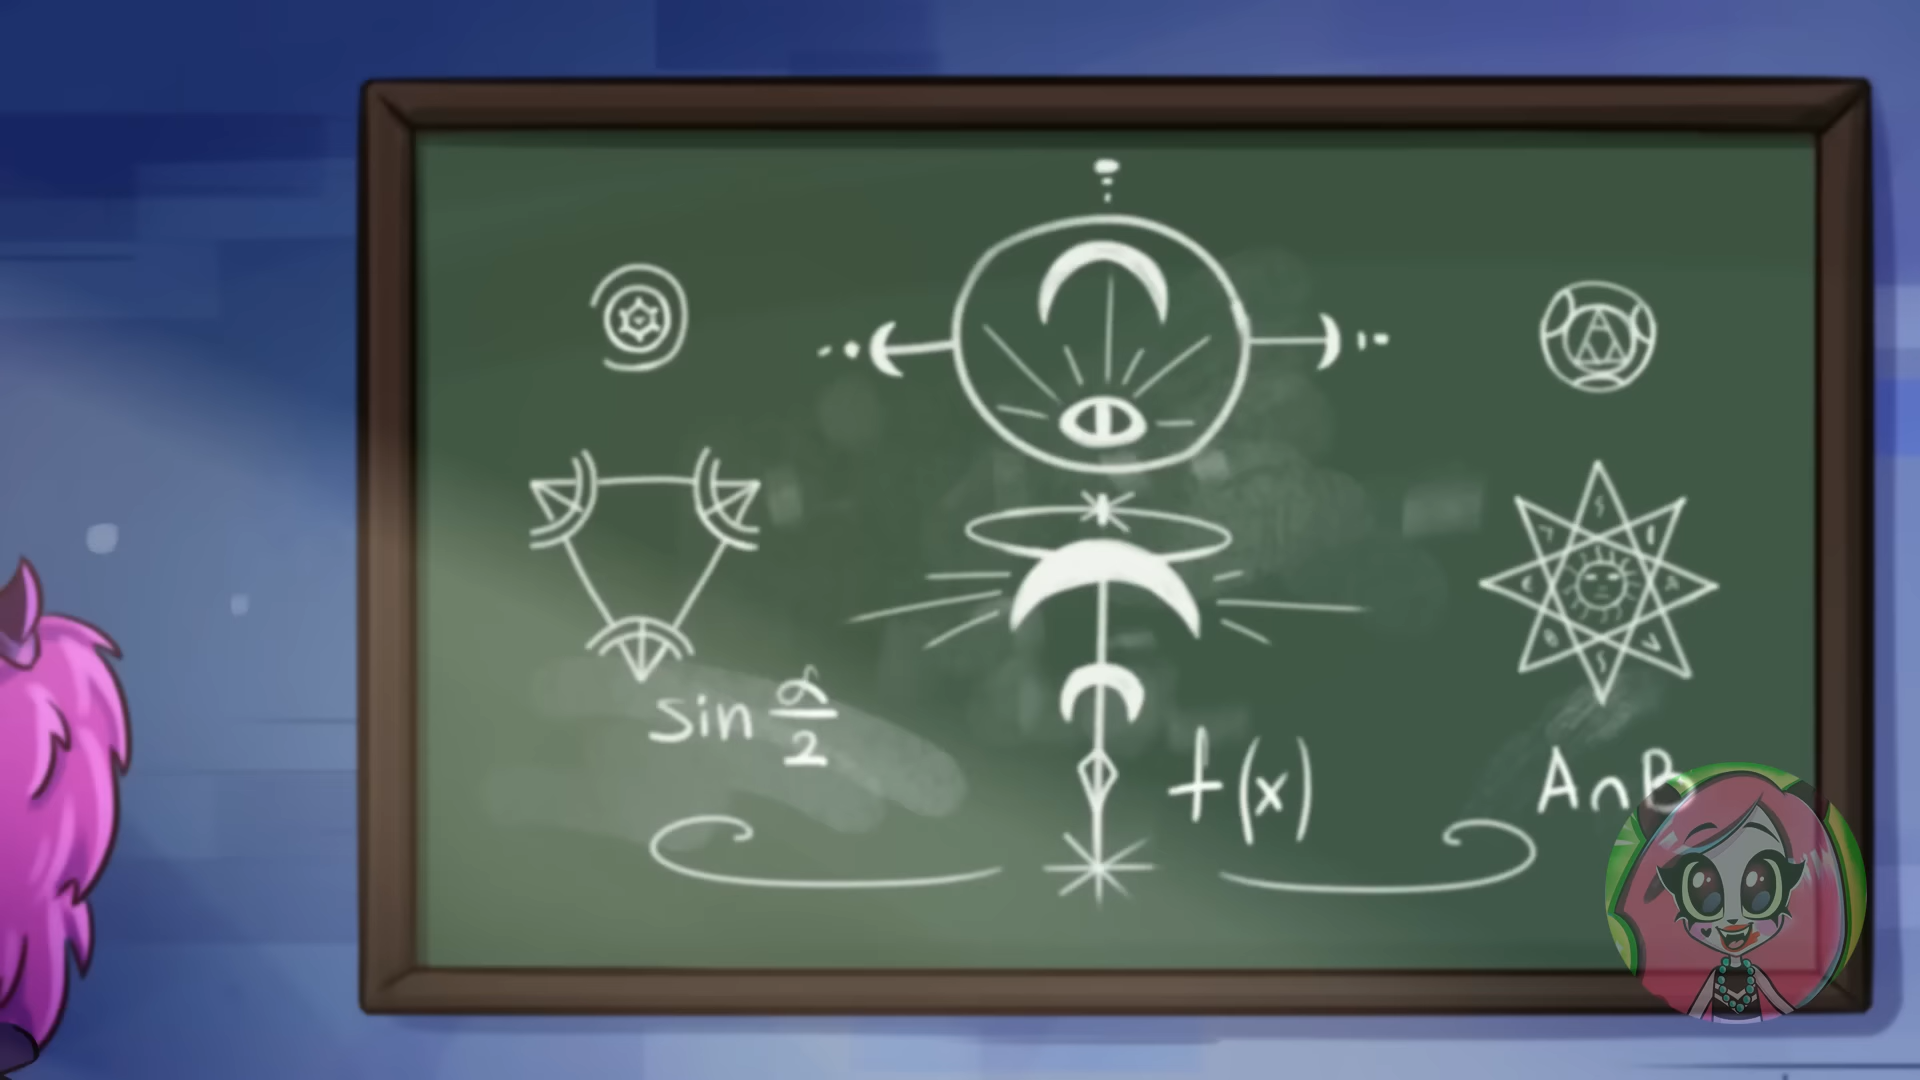 sin α/2
f(x)
A∩B